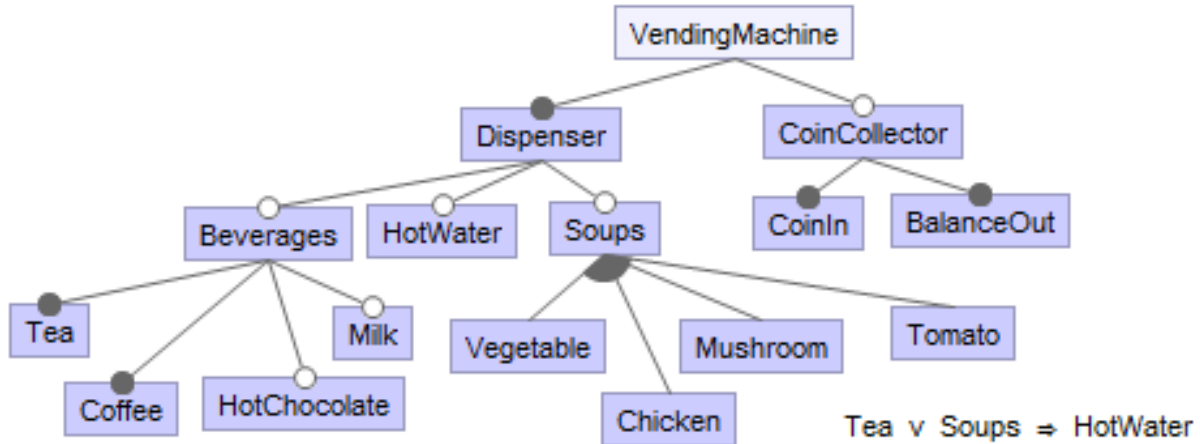 VendingMachine
Dispenser
CoinCollector
Beverages
HotWater
Soups
CoinIn
BalanceOut
Tea
Milk
Vegetable
Mushroom
Tomato
Coffee
HotChocolate
Chicken
Tea ∨ Soups ⇒ HotWater